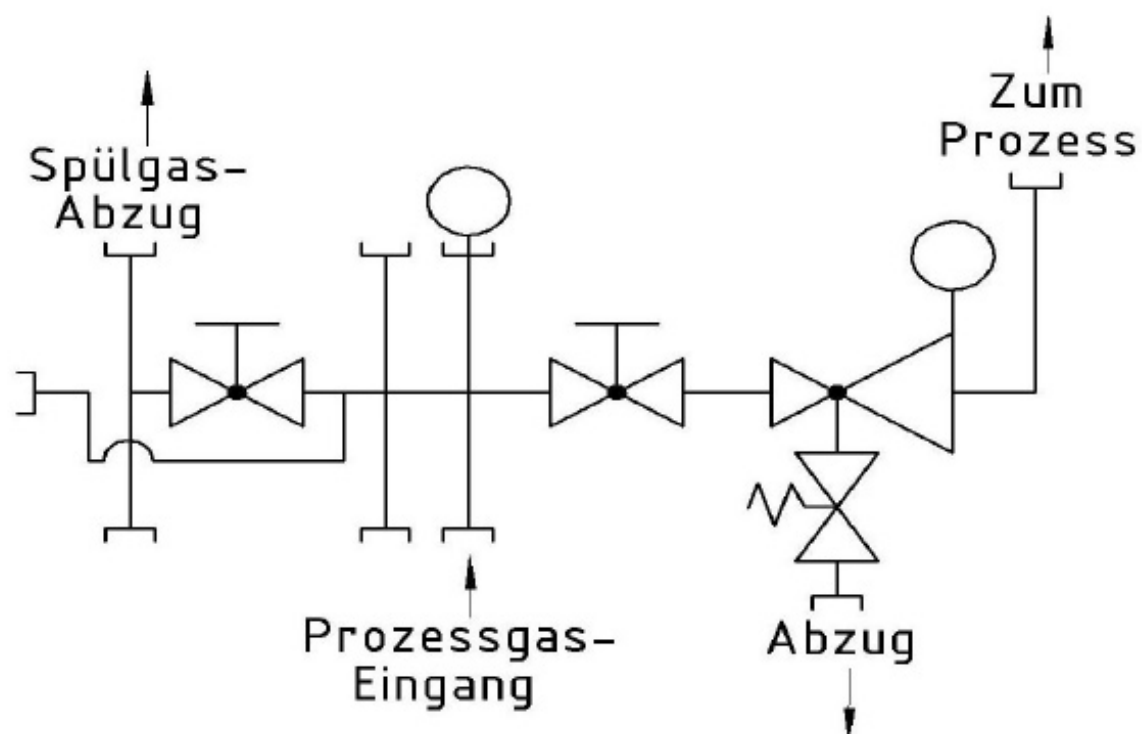 Zum
Prozess
Spülgas-
Abzug
Prozessgas-
Eingang
Abzug